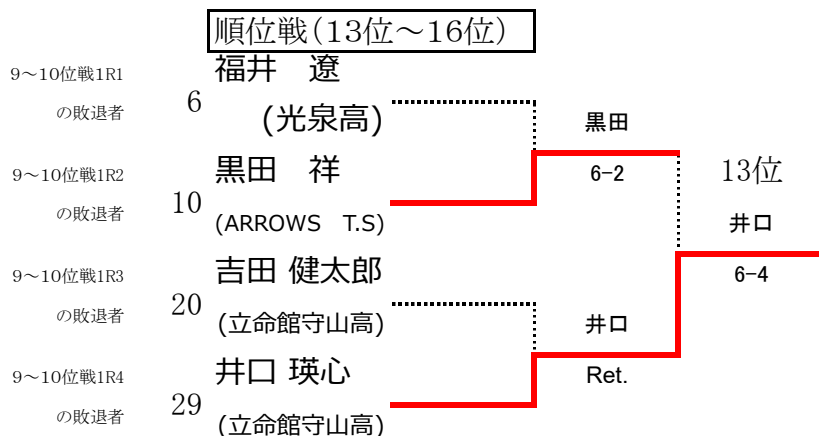 順位戦(13位～16位)
9～10位戦1R1
の敗退者
6
福井　遼
(光泉高)
黒田
6-2
9～10位戦1R2
の敗退者
10
黒田　祥
(ARROWS　T.S)
13位
井口
6-4
9～10位戦1R3
の敗退者
20
吉田 健太郎
(立命館守山高)
井口
Ret.
9～10位戦1R4
の敗退者
29
井口 瑛心
(立命館守山高)